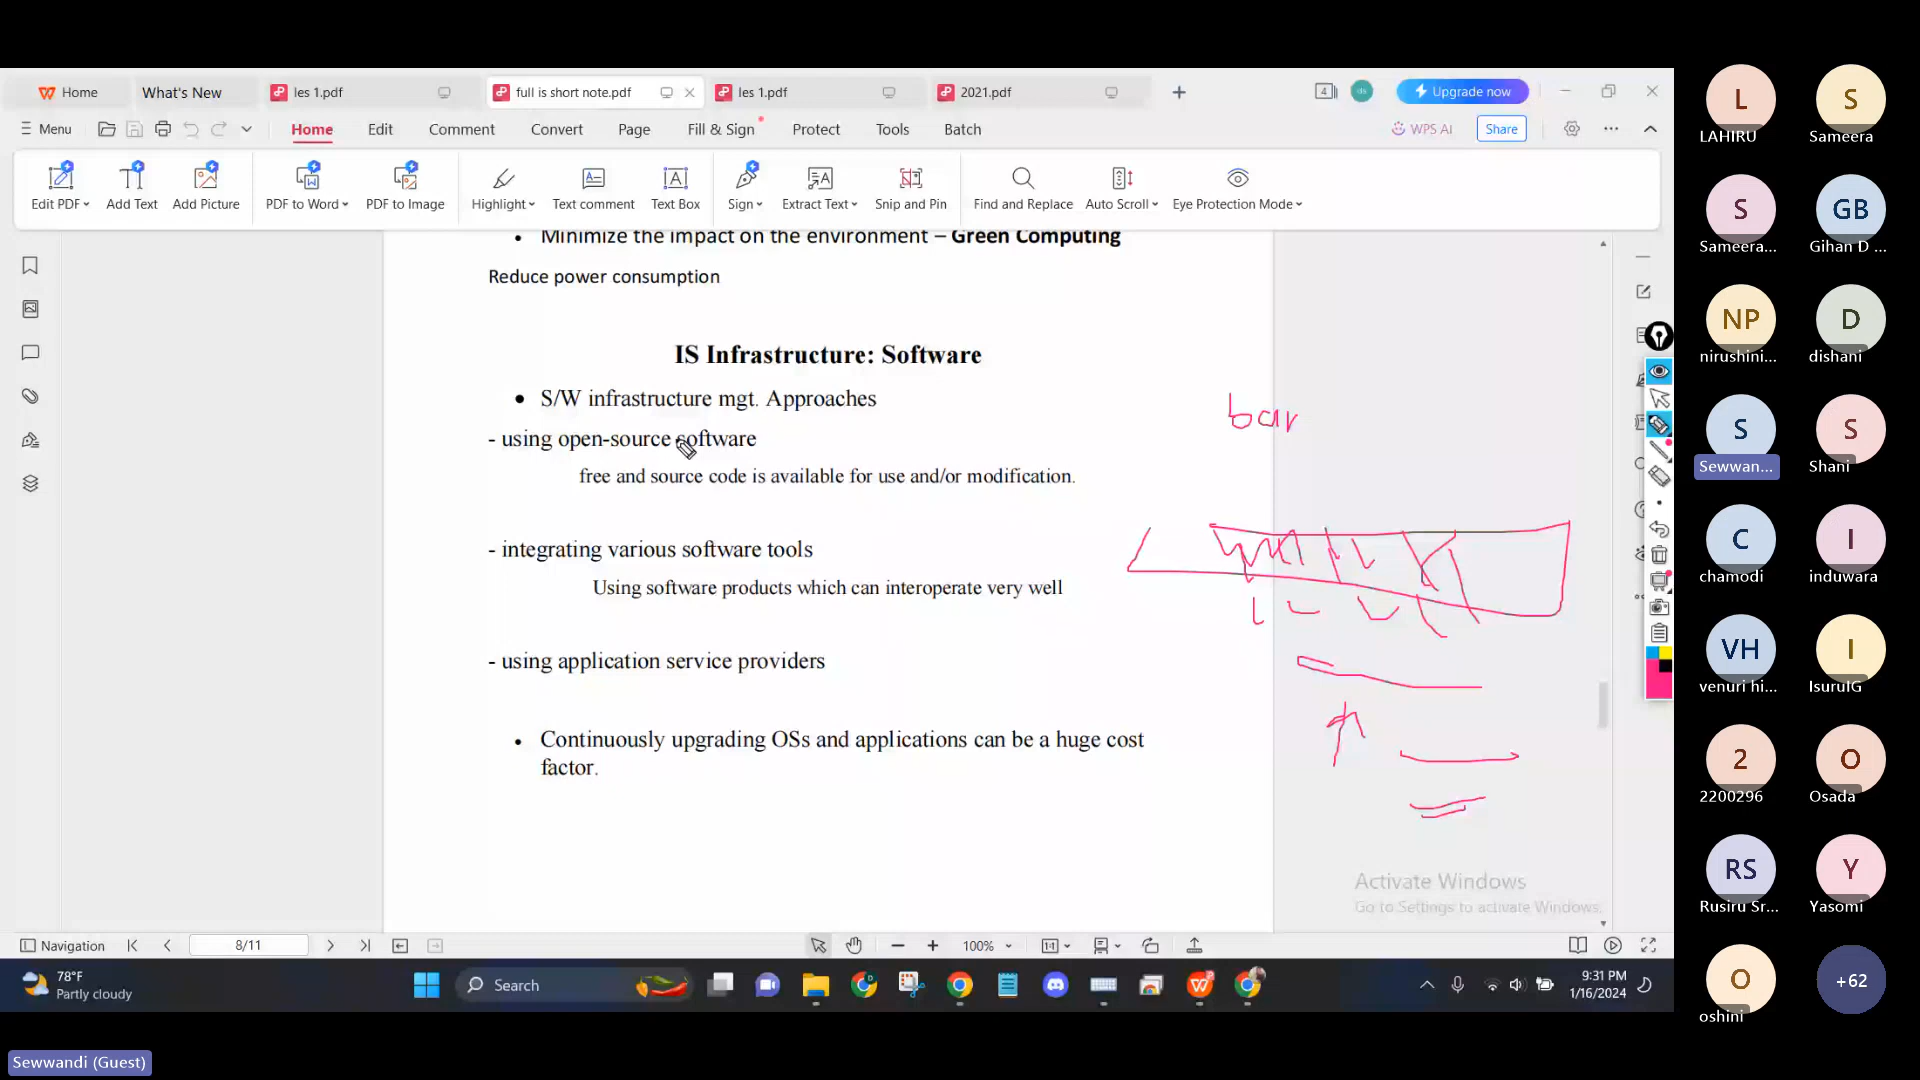 Home
What's New
les 1.pdf
full is short note.pdf
les 1.pdf
2021.pdf
4
Upgrade now
Menu
Home
Edit
Comment
Convert
Page
Fill & Sign
Protect
Tools
Batch
WPS AI
Share
Edit PDF
Add Text
Add Picture
PDF to Word
PDF to Image
Highlight
Text comment
Text Box
Sign
Extract Text
Snip and Pin
Find and Replace
Auto Scroll
Eye Protection Mode
• Minimize the impact on the environment – Green Computing
Reduce power consumption
IS Infrastructure: Software
• S/W infrastructure mgt. Approaches
- using open-source software
free and source code is available for use and/or modification.
- integrating various software tools
Using software products which can interoperate very well
- using application service providers
• Continuously upgrading OSs and applications can be a huge cost
factor.
bar
Activate Windows
Go to Settings to activate Windows.
Navigation
8/11
100%
78°F
Partly cloudy
Search
9:31 PM
1/16/2024
L
LAHIRU
S
Sameera
S
Sameera...
GB
Gihan D ...
NP
nirushini...
D
dishani
S
Sewwan...
S
Shani
C
chamodi
I
induwara
VH
venuri hi...
I
IsuruIG
2
2200296
O
Osada
RS
Rusiru Sr...
Y
Yasomi
O
oshini
+62
Sewwandi (Guest)